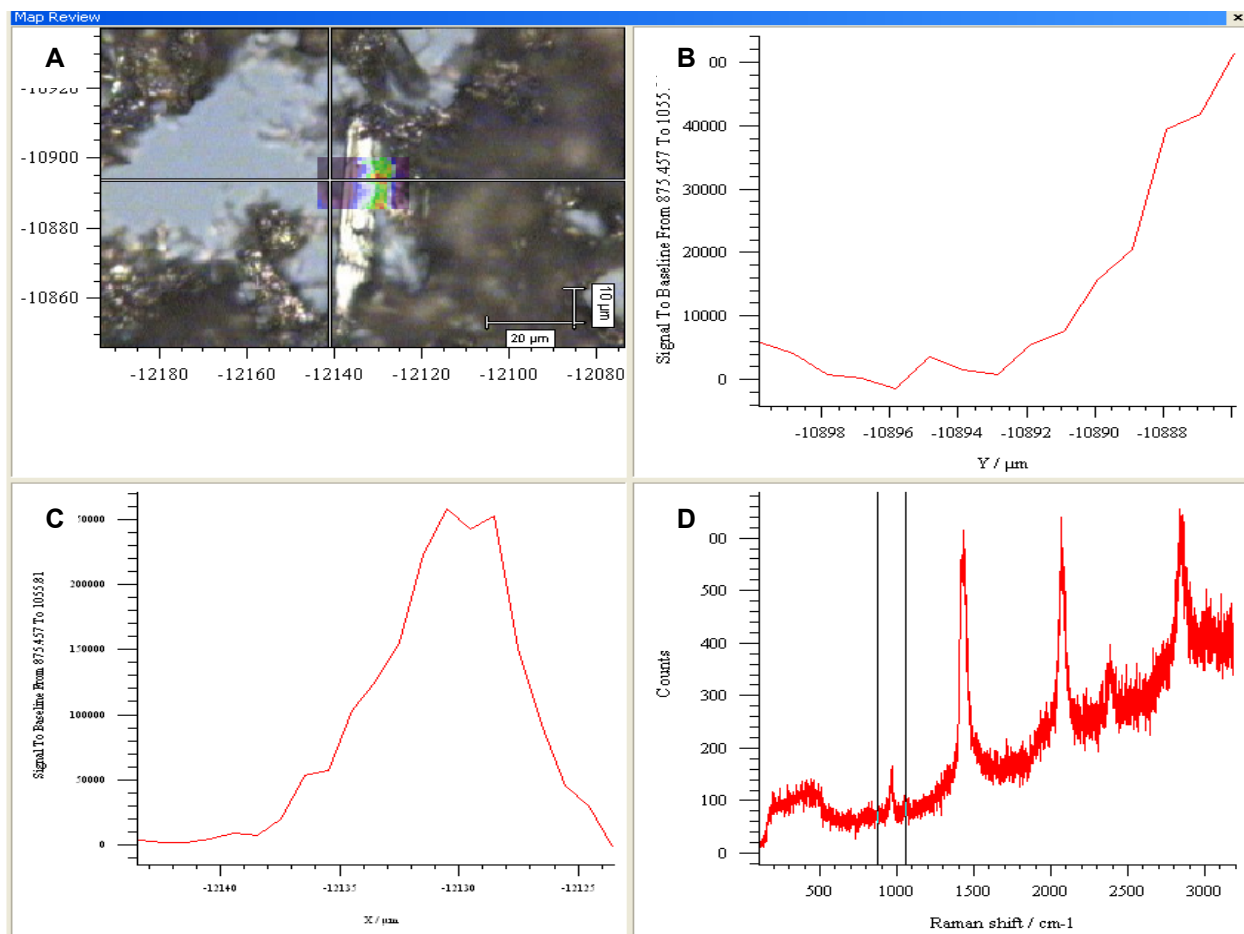 Map Review
A
-10920
-10900
-10880
-10860
10 µm
20 µm
-12180 -12160 -12140 -12120 -12100 -12080
B
Signal To Baseline From 875.457 To 1055.
00
40000
30000
20000
10000
0
-10898 -10896 -10894 -10892 -10890 -10888
Y / µm
C
Signal To Baseline From 875.457 To 1055.81
50000
200000
150000
100000
50000
0
-12140 -12135 -12130 -12125
X / µm
D
Counts
00
500
400
300
200
100
0
500 1000 1500 2000 2500 3000
Raman shift / cm-1